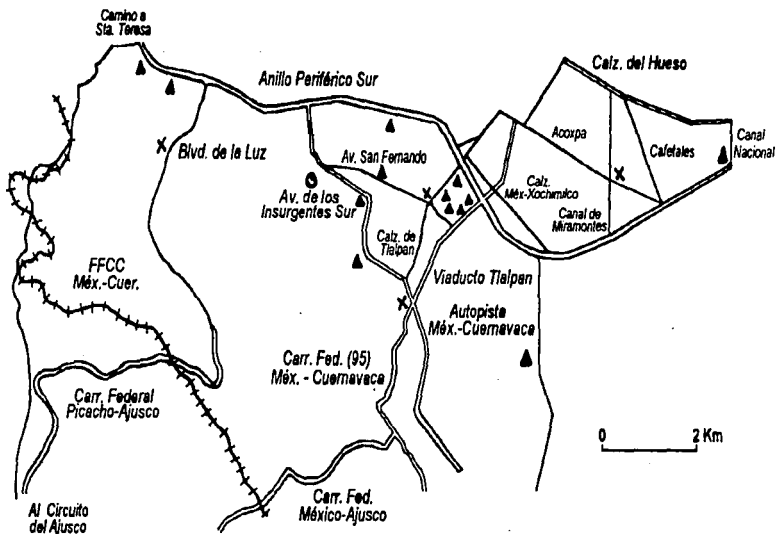 Camino a
Sta. Teresa
Anillo Periférico Sur
Calz. del Hueso
Blvd. de la Luz
Av. San Fernando
Acoxpa
Cafetales
Canal
Nacional
Av. de los
Insurgentes Sur
Calz.
Méx-Xochimilco
Canal de
Miramontes
Calz. de
Tlalpan
FFCC
Méx.-Cuer.
Viaducto Tlalpan
Autopista
Méx.-Cuernavaca
Carr. Fed. (95)
Méx. - Cuernavaca
Carr. Federal
Picacho-Ajusco
0 2 Km
Al Circuito
del Ajusco
Carr. Fed.
México-Ajusco